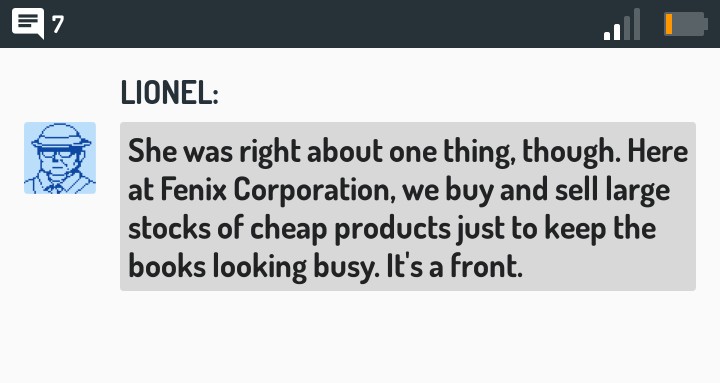 7
LIONEL:
She was right about one thing, though. Here
at Fenix Corporation, we buy and sell large
stocks of cheap products just to keep the
books looking busy. It's a front.